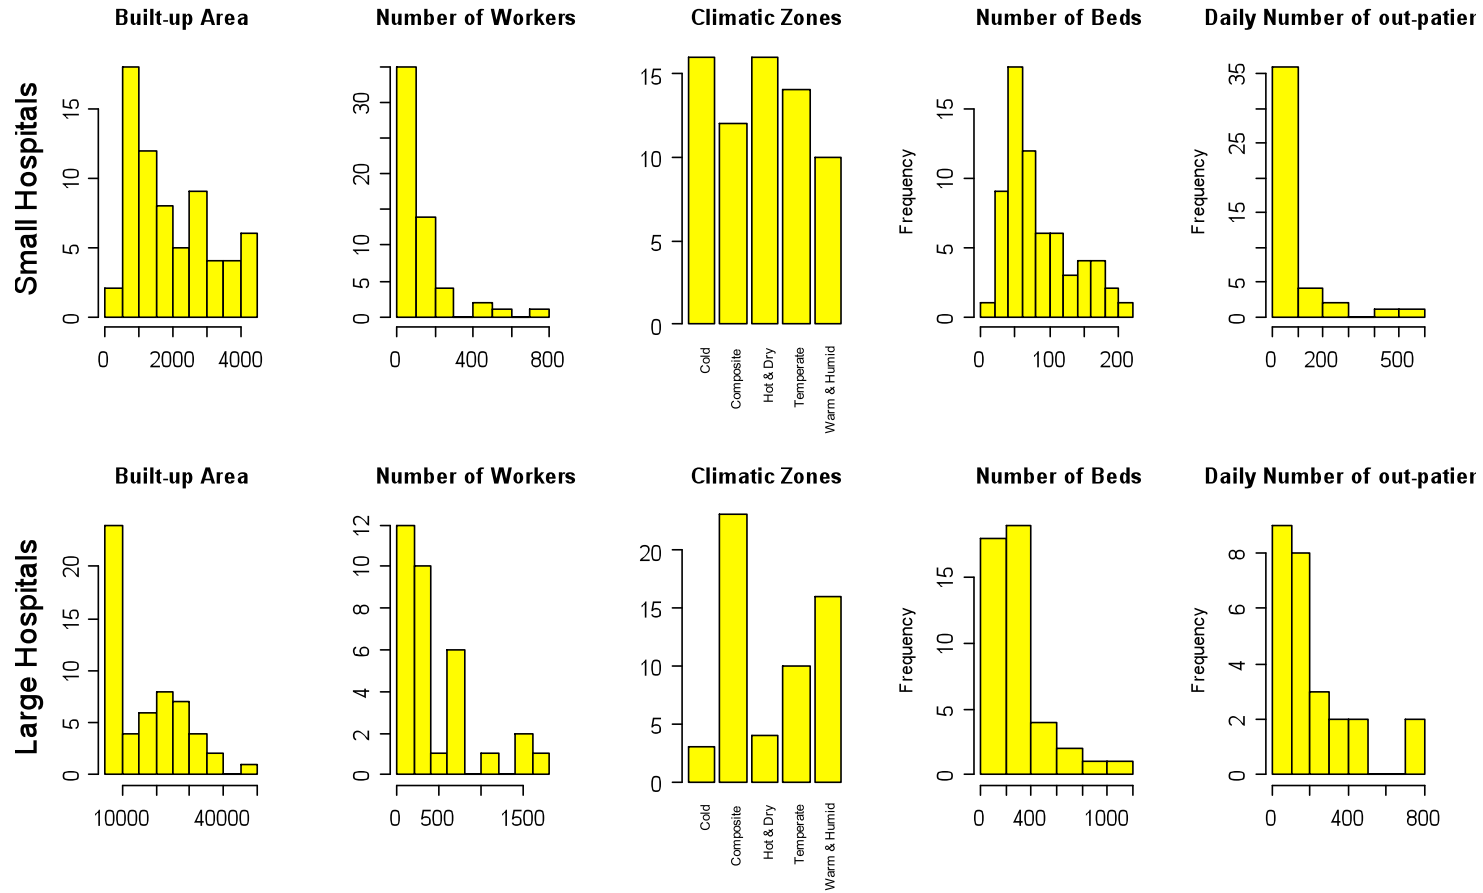 Built-up Area
Number of Workers
Climatic Zones
Number of Beds
Daily Number of out-patien
Small Hospitals
0 5 10 15
0 2000 4000
0 5 10 20 30
0 400 800
0 5 10 15
Cold
Composite
Hot & Dry
Temperate
Warm & Humid
Frequency
0 5 10 15
0 100 200
Frequency
0 5 15 25 35
0 200 500
Built-up Area
Number of Workers
Climatic Zones
Number of Beds
Daily Number of out-patien
Large Hospitals
0 5 10 15 20
10000 40000
0 2 4 6 8 10 12
0 500 1500
0 5 10 15 20
Cold
Composite
Hot & Dry
Temperate
Warm & Humid
Frequency
0 5 10 15
0 400 1000
Frequency
0 2 4 6 8
0 400 800